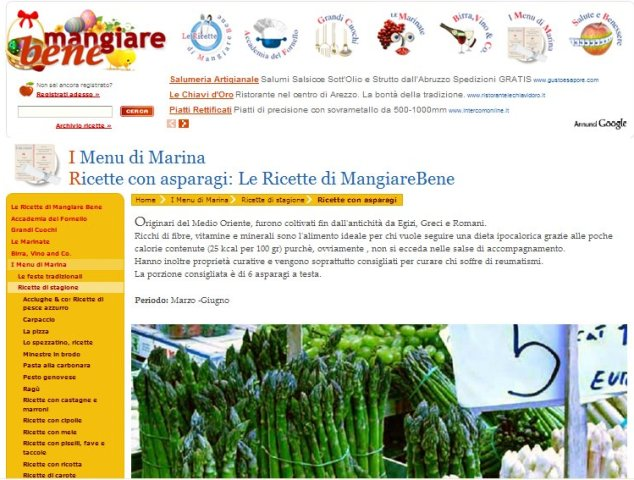 mangiare
bene
Le Ricette di MangiareBene
Accademia del Fornello
Grandi Cuochi
Le Marinate
Birra, Vino & Co.
I Menu di Marina
Salute e Benessere
Non sei ancora registrato?
Registrati adesso »
CERCA
Archivio ricette »
Salumeria Artigianale Salumi Salsicce Sott'Olio e Strutto dall'Abruzzo Spedizioni GRATIS www.gustoesapore.com
Le Chiavi d'Oro Ristorante nel centro di Arezzo. La bontà della tradizione. www.ristorantelechiavidoro.it
Piatti Rettificati Piatti di precisione con sovrametallo da 500-1000mm www.intercomonline.it
Annunci Google
I Menu di Marina
Ricette con asparagi: Le Ricette di MangiareBene
Home > I Menu di Marina > Ricette di stagione > Ricette con asparagi
Le Ricette di Mangiare Bene
Accademia del Fornello
Grandi Cuochi
Le Marinate
Birra, Vino and Co.
I Menu di Marina
Le feste tradizionali
Ricette di stagione
Acciughe & co: Ricette di
pesce azzurro
Carpaccio
La pizza
Lo spezzatino, ricette
Minestre in brodo
Pasta alla carbonara
Pesto genovese
Ragù
Ricette con castagne e
marroni
Ricette con cipolle
Ricette con mele
Ricette con piselli, fave e
taccole
Ricette con ricotta
Ricette di carote
Originari del Medio Oriente, furono coltivati fin dall'antichità da Egizi, Greci e Romani.
Ricchi di fibre, vitamine e minerali sono l'alimento ideale per chi vuole seguire una dieta ipocalorica grazie alle poche
calorie contenute (25 kcal per 100 gr) purchè, ovviamente , non si ecceda nelle salse di accompagnamento.
Hanno inoltre proprietà curative e vengono soprattutto consigliati per curare chi soffre di reumatismi.
La porzione consigliata è di 6 asparagi a testa.
Periodo: Marzo -Giugno
5